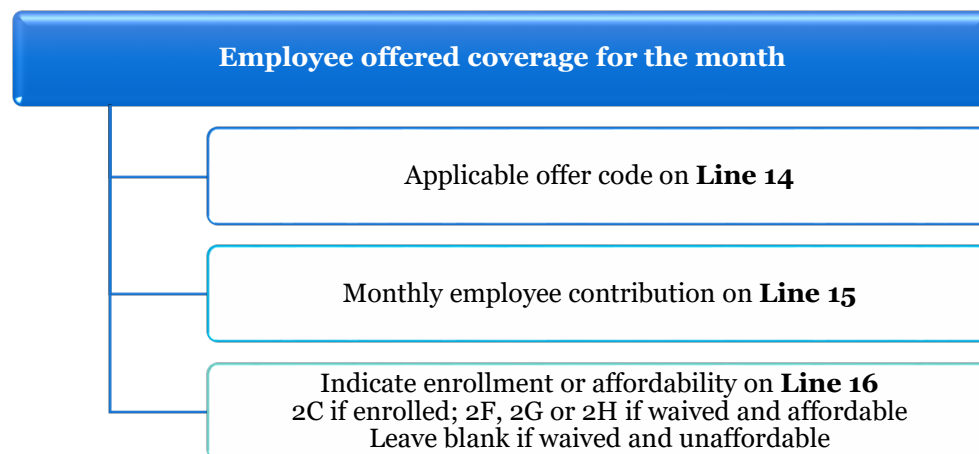 Employee offered coverage for the month
Applicable offer code on Line 14
Monthly employee contribution on Line 15
Indicate enrollment or affordability on Line 16
2C if enrolled; 2F, 2G or 2H if waived and affordable
Leave blank if waived and unaffordable